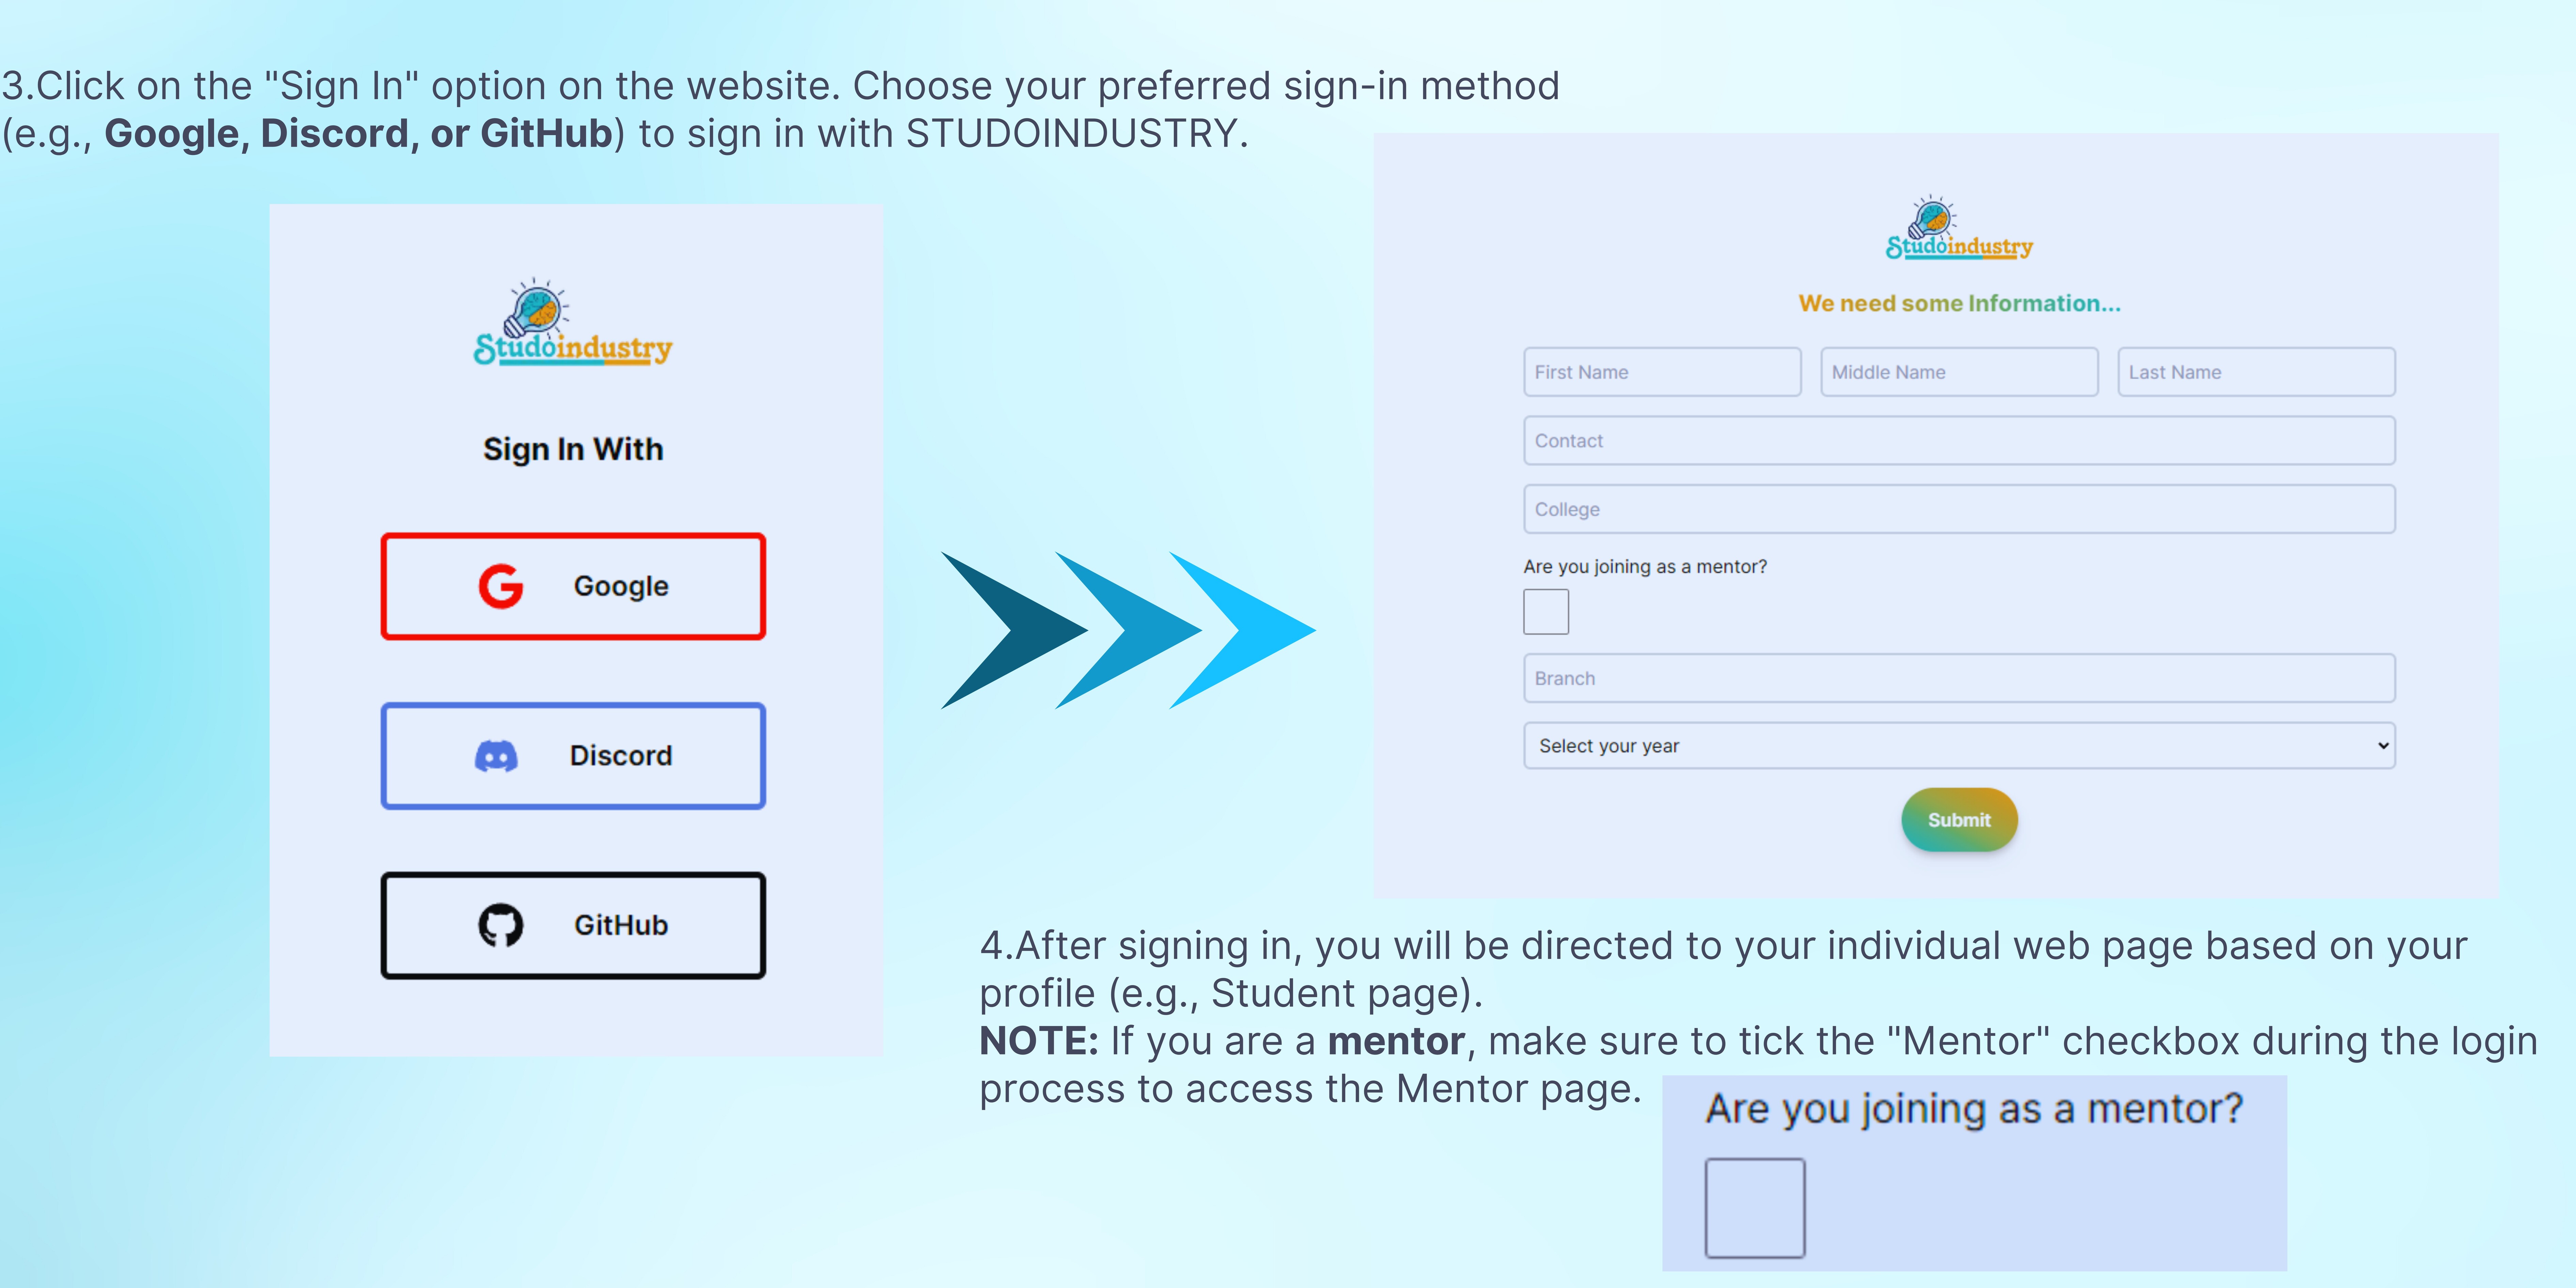 3.Click on the "Sign In" option on the website. Choose your preferred sign-in method
(e.g., Google, Discord, or GitHub) to sign in with STUDOINDUSTRY.
Studoindustry
Sign In With
Google
Discord
GitHub
Studoindustry
We need some Information...
First Name
Middle Name
Last Name
Contact
College
Are you joining as a mentor?
Branch
Select your year
Submit
4.After signing in, you will be directed to your individual web page based on your
profile (e.g., Student page).
NOTE: If you are a mentor, make sure to tick the "Mentor" checkbox during the login
process to access the Mentor page.
Are you joining as a mentor?